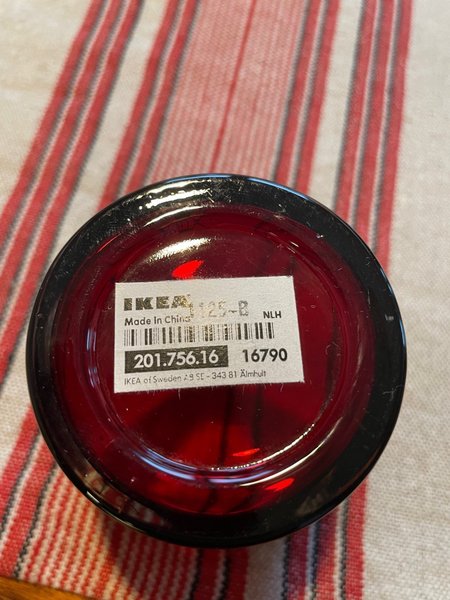 IKEA 1125-B
Made in China NLH
201.756.16 16790
IKEA of Sweden AB SE - 343 81 Älmhult